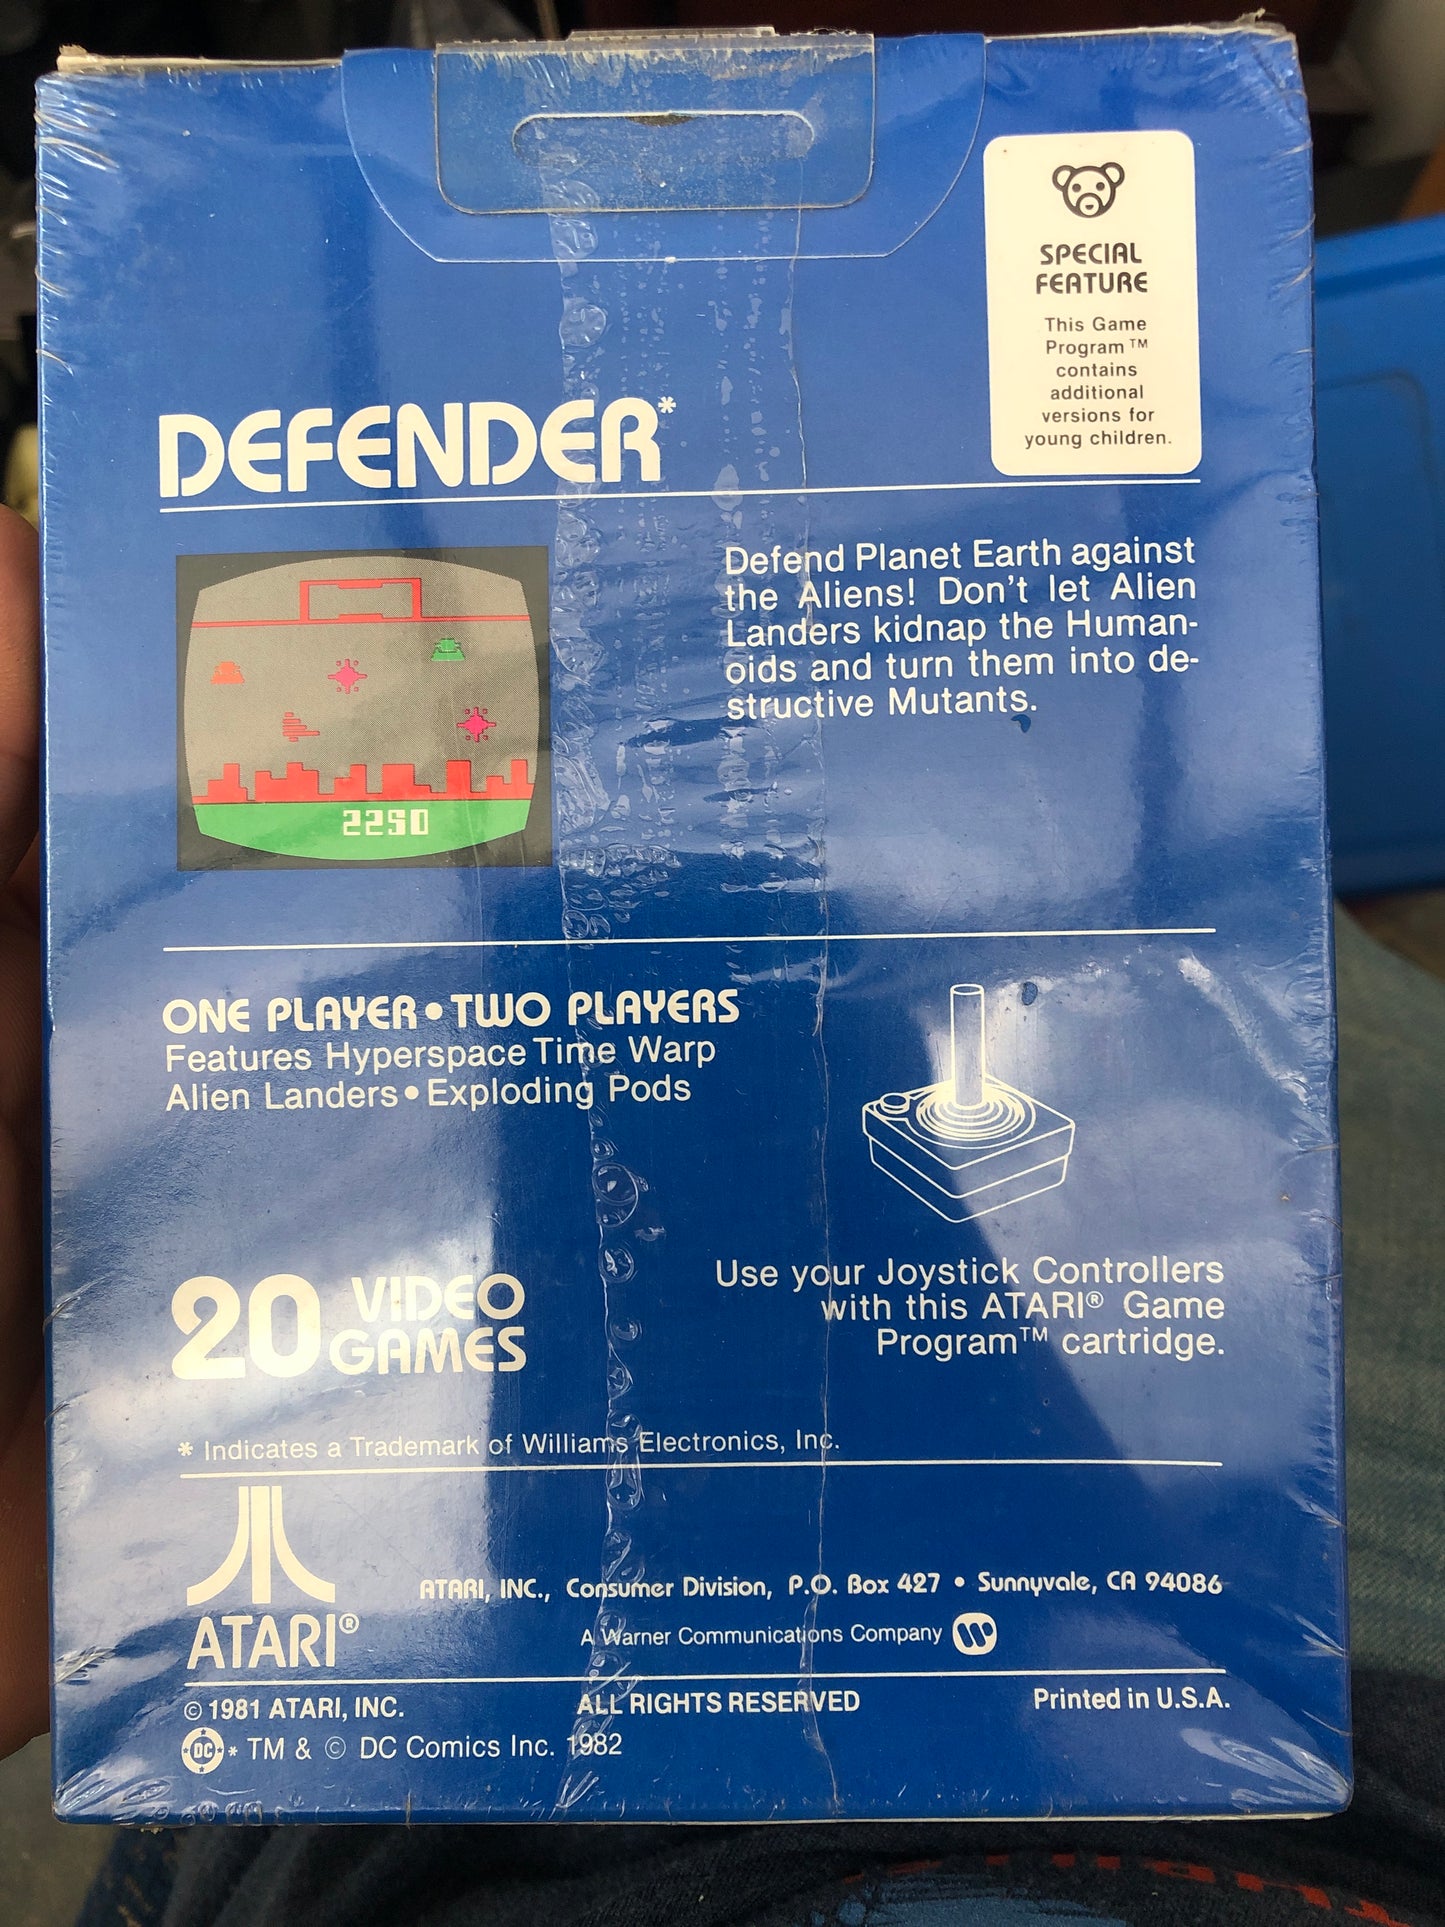 SPECIAL
FEATURE
This Game
Program™
contains
additional
versions for
young children.
DEFENDER*
Defend Planet Earth against
the Aliens! Don't let Alien
Landers kidnap the Human-
oids and turn them into de-
structive Mutants.
2250
ONE PLAYER • TWO PLAYERS
Features Hyperspace Time Warp
Alien Landers • Exploding Pods
20 VIDEO
GAMES
Use your Joystick Controllers
with this ATARI® Game
Program™ cartridge.
* Indicates a Trademark of Williams Electronics, Inc.
ATARI®
ATARI, INC., Consumer Division, P.O. Box 427 • Sunnyvale, CA 94086
A Warner Communications Company
© 1981 ATARI, INC. ALL RIGHTS RESERVED Printed in U.S.A.
DC * TM & © DC Comics Inc. 1982